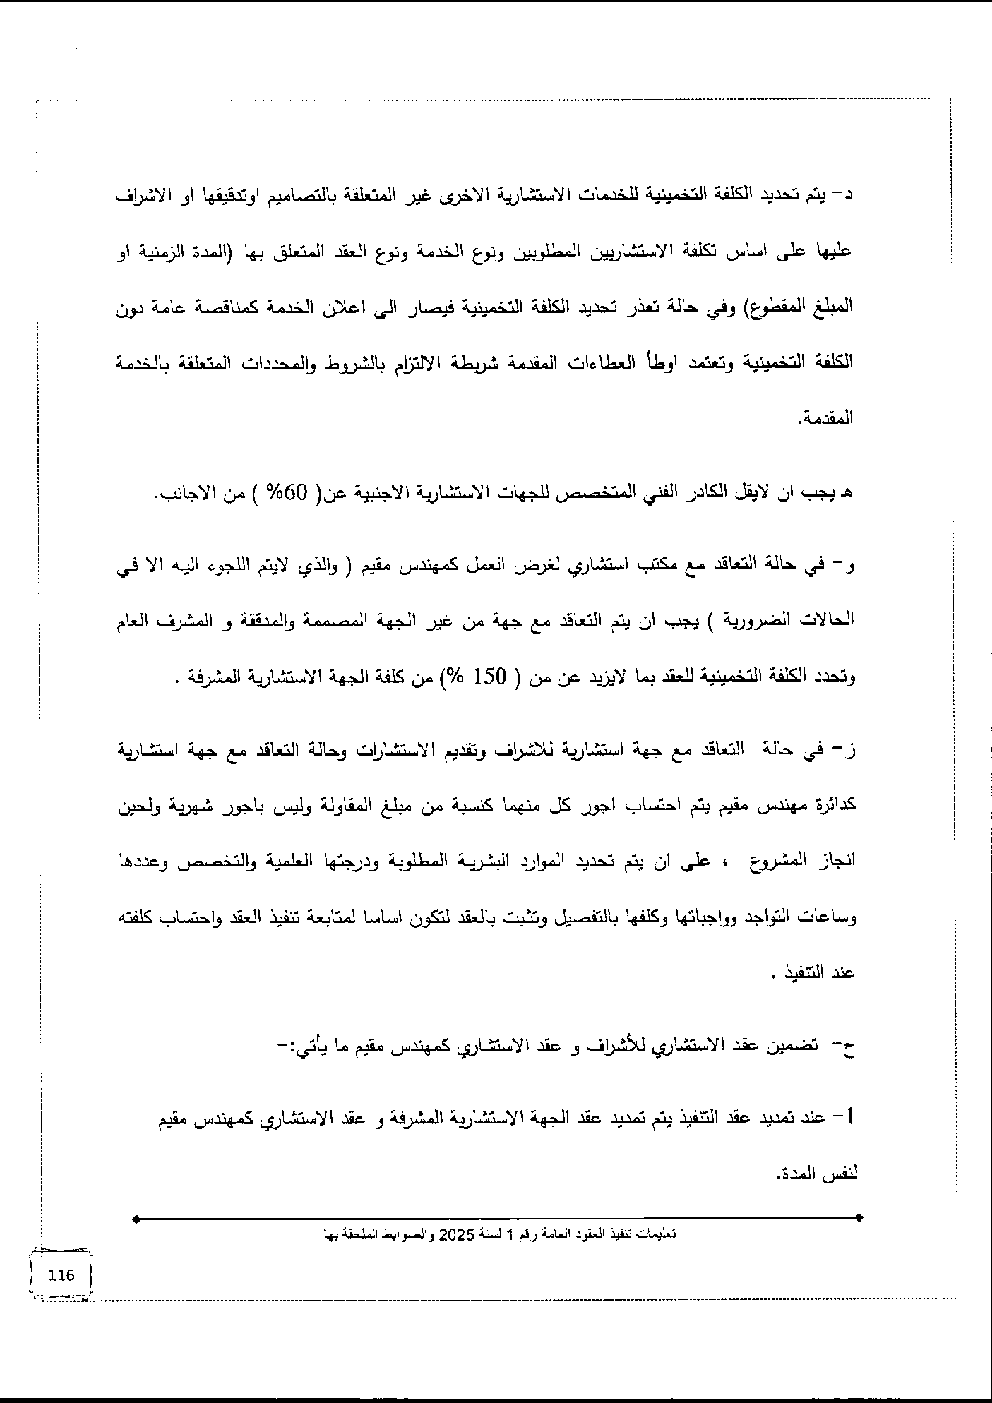 د- يتم تحديد الكلفة التخمينية للخدمات الاستشارية الاخرى غير المتعلقة بالتصاميم اوتدقيقها او الاشراف
عليها على اساس تكلفة الاستشاريين المطلوبين ونوع الخدمة ونوع العقد المتعلق بها (المدة الزمنية او
المبلغ المقطوع) وفي حالة تعذر تحديد الكلفة التخمينية فيصار الى اعلان الخدمة كمناقصة عامة دون
الكلفة التخمينية وتعتمد اوطأ العطاءات المقدمة شريطة الالتزام بالشروط والمحددات المتعلقة بالخدمة
المقدمة.
هـ يجب ان لايقل الكادر الفني المتخصص للجهات الاستشارية الاجنبية عن( 60% ) من الاجانب.
و- في حالة التعاقد مع مكتب استشاري لغرض العمل كمهندس مقيم ( والذي لايتم اللجوء اليه الا في
الحالات الضرورية ) يجب ان يتم التعاقد مع جهة من غير الجهة المصممة والمدققة و المشرف العام
وتحدد الكلفة التخمينية للعقد بما لايزيد عن من ( 150 %) من كلفة الجهة الاستشارية المشرفة .
ز- في حالة التعاقد مع جهة استشارية للاشراف وتقديم الاستشارات وحالة التعاقد مع جهة استشارية
كدائرة مهندس مقيم يتم احتساب اجور كل منهما كنسبة من مبلغ المقاولة وليس باجور شهرية ولحين
انجاز المشروع ، على ان يتم تحديد الموارد البشرية المطلوبة ودرجتها العلمية والتخصص وعددها
وساعات التواجد وواجباتها وكلفها بالتفصيل وتثبت بالعقد لتكون اساسا لمتابعة تنفيذ العقد واحتساب كلفته
عند التنفيذ .
ح- تضمين عقد الاستشاري للأشراف و عقد الاستشاري كمهندس مقيم ما يأتي:-
1- عند تمديد عقد التنفيذ يتم تمديد عقد الجهة الاستشارية المشرفة و عقد الاستشاري كمهندس مقيم
لنفس المدة.
تعليمات تنفيذ العقود العامة رقم 1 لسنة 2025 والضوابط الملحقة بها
116